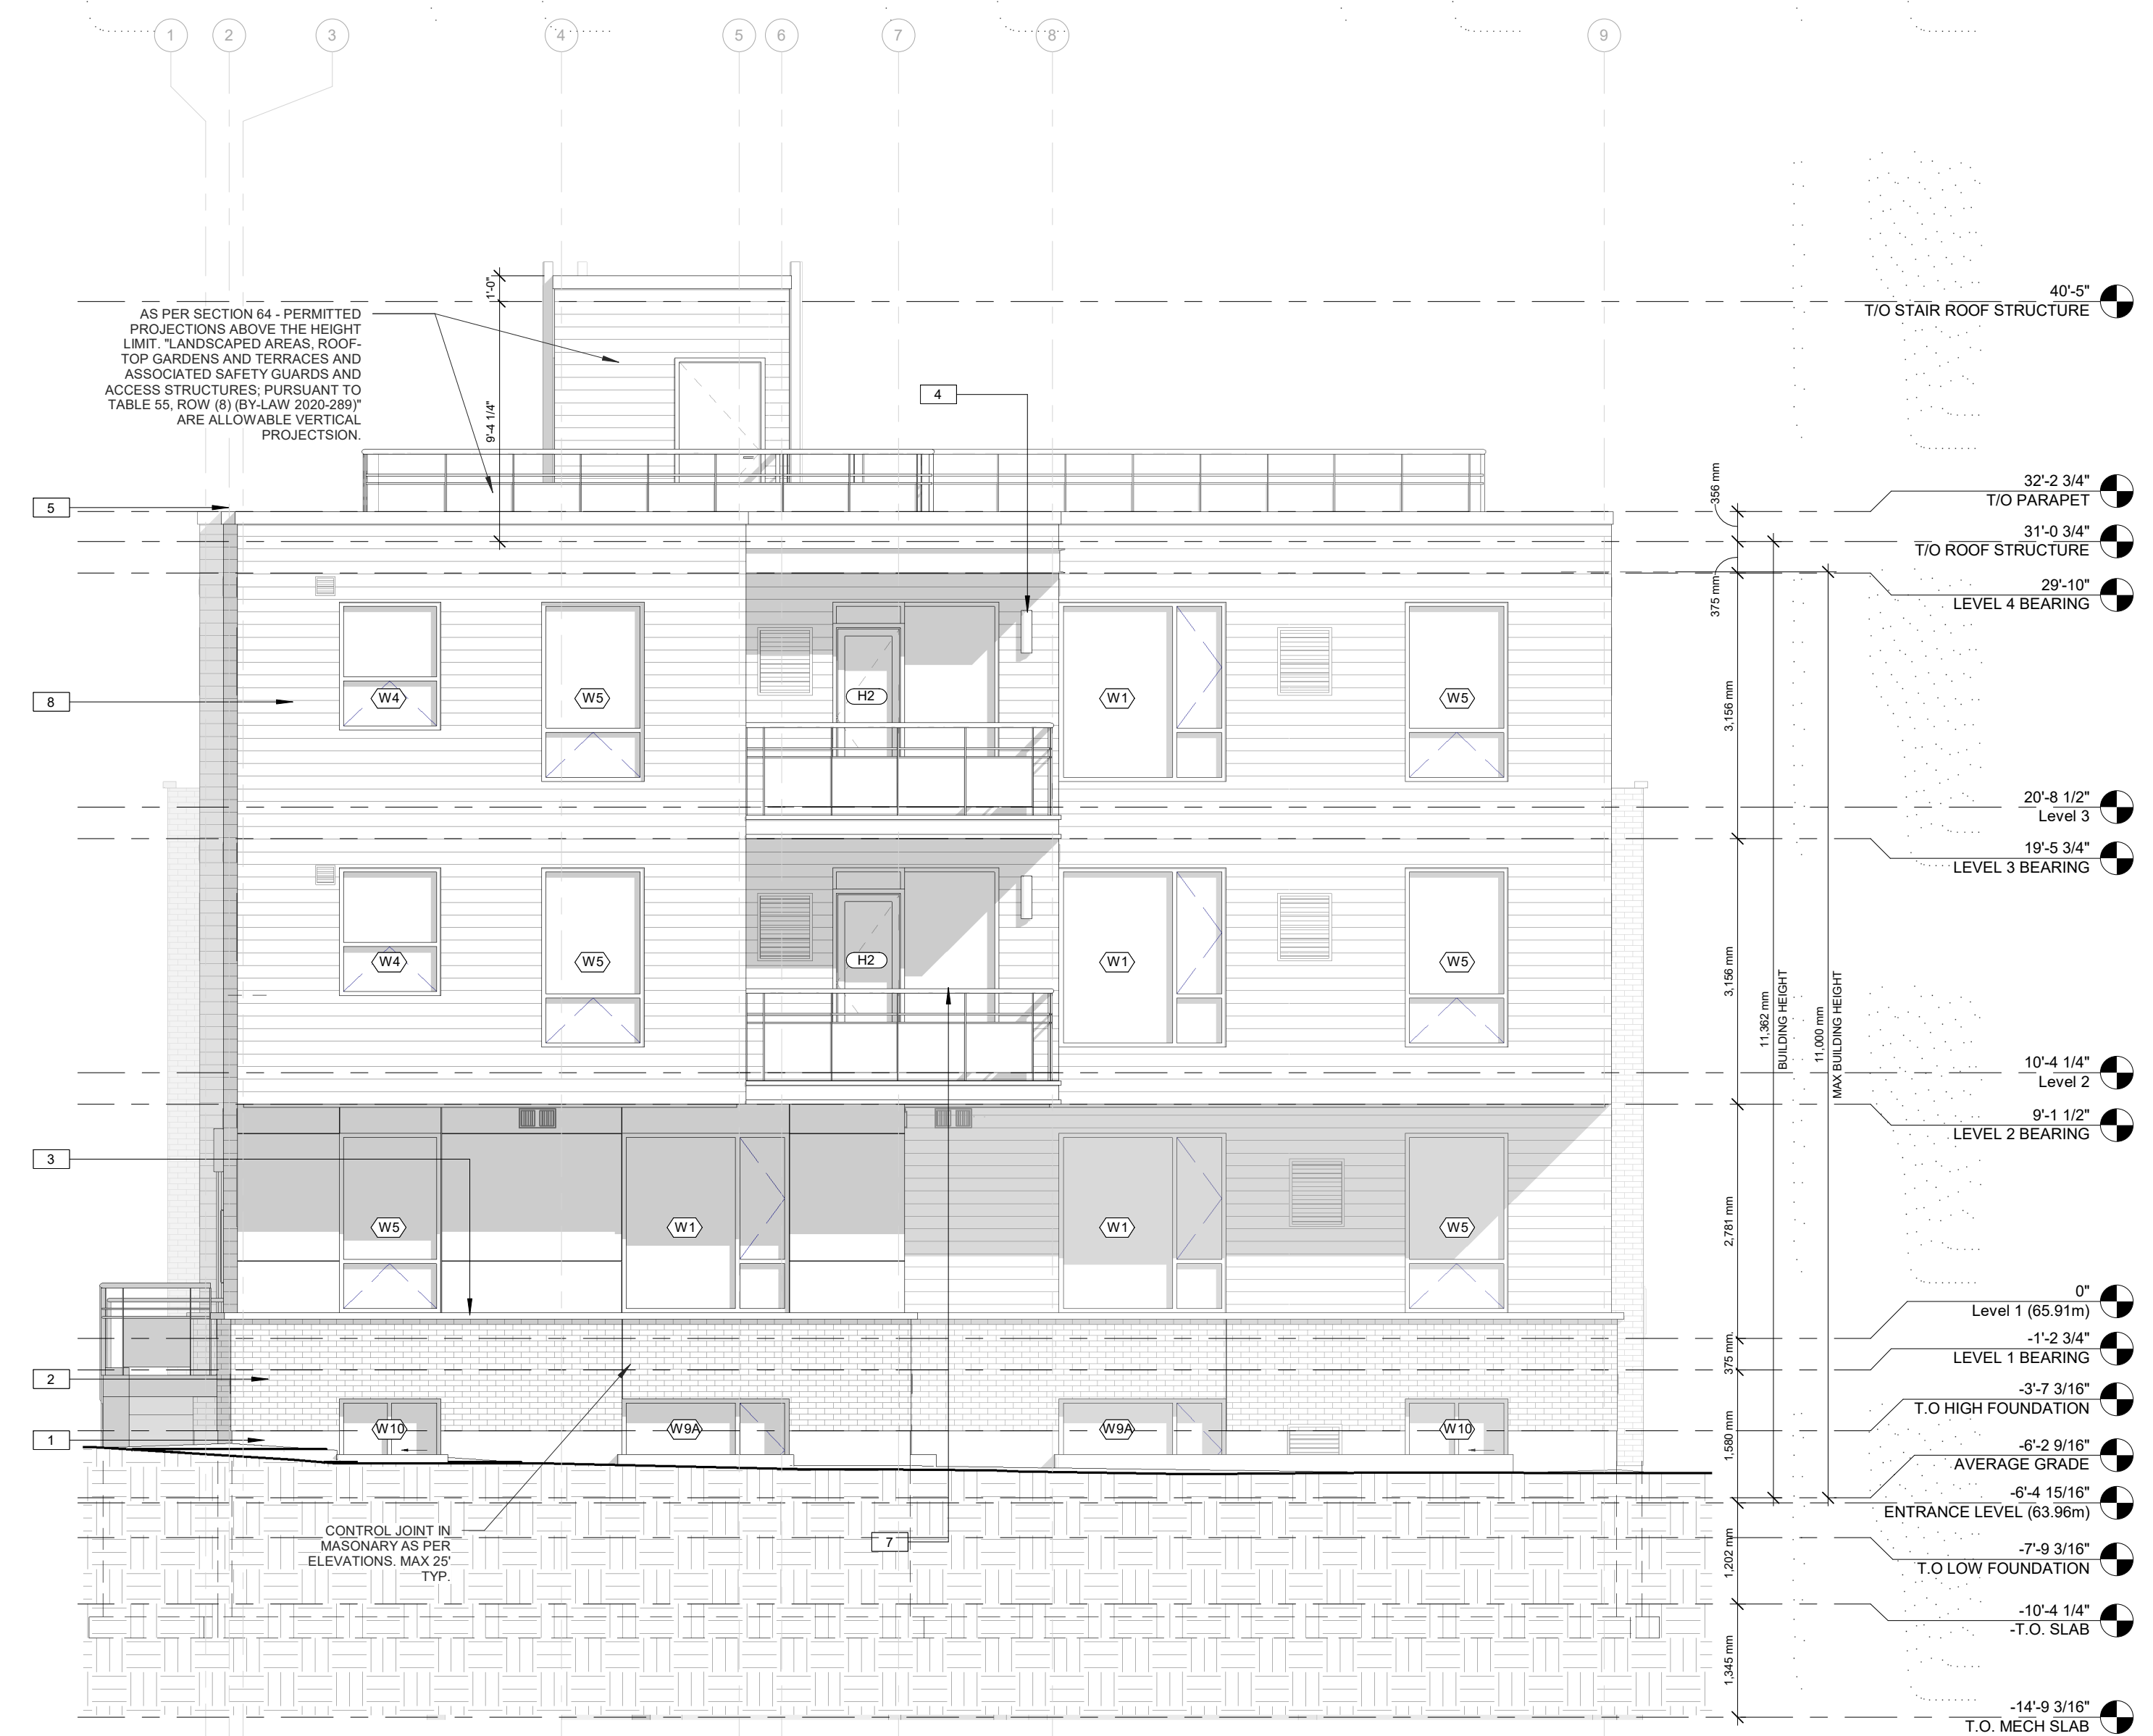 1
2
3
4
5
6
7
8
9
1'-0"
AS PER SECTION 64 - PERMITTED
PROJECTIONS ABOVE THE HEIGHT
LIMIT. "LANDSCAPED AREAS, ROOF-
TOP GARDENS AND TERRACES AND
ASSOCIATED SAFETY GUARDS AND
ACCESS STRUCTURES; PURSUANT TO
TABLE 55, ROW (8) (BY-LAW 2020-289)"
ARE ALLOWABLE VERTICAL
PROJECTSION.
9'-4 1/4"
4
5
8
3
2
1
7
W4
W5
H2
W1
W5
W4
W5
H2
W1
W5
W5
W1
W1
W5
W10
W9A
W9A
W10
CONTROL JOINT IN
MASONARY AS PER
ELEVATIONS. MAX 25'
TYP.
356 mm
375 mm
3,156 mm
3,156 mm
2,781 mm
375 mm
1,580 mm
1,202 mm
1,345 mm
11,362 mm
BUILDING HEIGHT
11,000 mm
MAX BUILDING HEIGHT
40'-5"
T/O STAIR ROOF STRUCTURE
32'-2 3/4"
T/O PARAPET
31'-0 3/4"
T/O ROOF STRUCTURE
29'-10"
LEVEL 4 BEARING
20'-8 1/2"
Level 3
19'-5 3/4"
LEVEL 3 BEARING
10'-4 1/4"
Level 2
9'-1 1/2"
LEVEL 2 BEARING
0"
Level 1 (65.91m)
-1'-2 3/4"
LEVEL 1 BEARING
-3'-7 3/16"
T.O HIGH FOUNDATION
-6'-2 9/16"
AVERAGE GRADE
-6'-4 15/16"
ENTRANCE LEVEL (63.96m)
-7'-9 3/16"
T.O LOW FOUNDATION
-10'-4 1/4"
-T.O. SLAB
-14'-9 3/16"
T.O. MECH SLAB